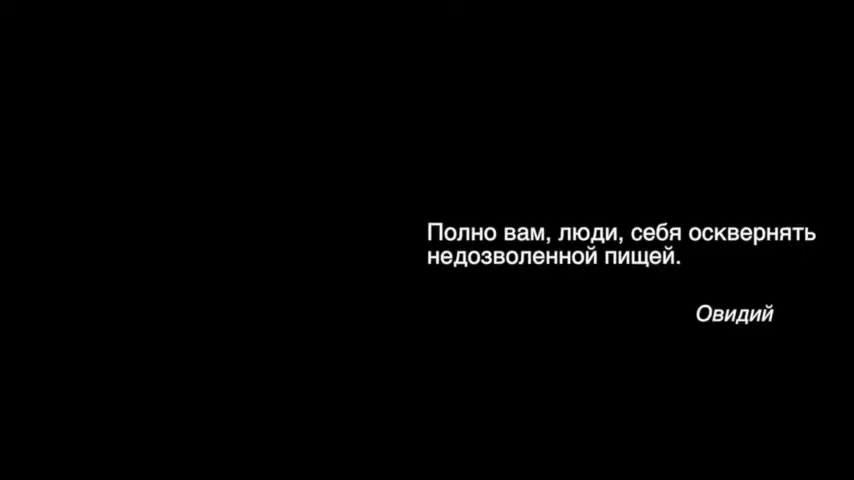 Полно вам, люди, себя осквернять
недозволенной пищей.
Овидий